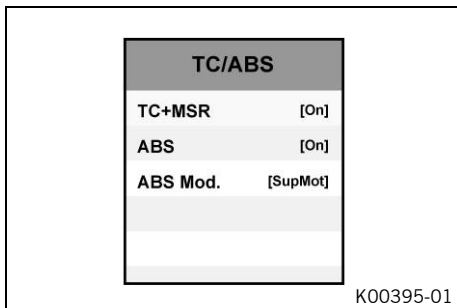 TC/ABS
TC+MSR [On]
ABS [On]
ABS Mod. [SupMot]
K00395-01